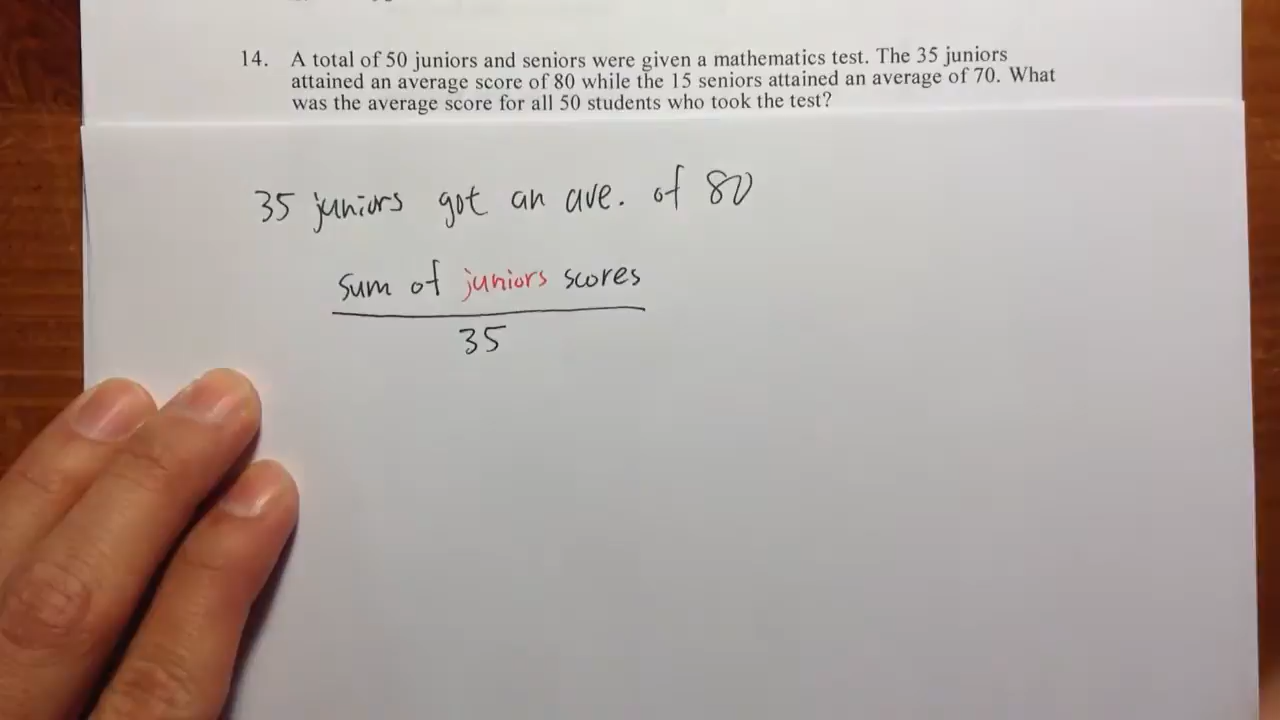 14. A total of 50 juniors and seniors were given a mathematics test. The 35 juniors
attained an average score of 80 while the 15 seniors attained an average of 70. What
was the average score for all 50 students who took the test?
35 juniors got an ave. of 80
sum of juniors scores
35